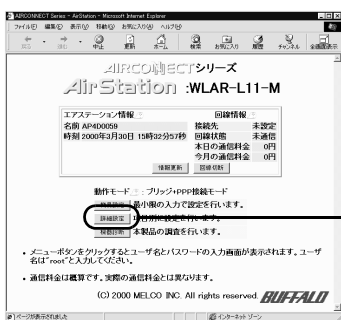 AIRCONNECT Series - AirStation - Microsoft Internet Explorer
ファイル(F) 編集(E) 表示(V) 移動(G) お気に入り(A) ヘルプ(H)
戻る 進む 中止 更新 ホーム 検索 お気に入り 履歴 チャンネル 全画面表示
AIRCONNECTシリーズ
AirStation :WLAR-L11-M
エアステーション情報
名前 AP4D0059
時刻 2000年3月30日 15時32分57秒
情報更新
回線情報
接続先 未設定
回線状態 未通信
本日の通信料金 0円
今月の通信料金 0円
回線切断
動作モード : ブリッジ+PPP接続モード
最小限の入力で設定を行います。
詳細設定 項目別に設定を行います。
機器診断 本製品の調査を行います。
• メニューボタンをクリックするとユーザ名とパスワードの入力画面が表示されます。ユーザ名は"root"と入力してください。
• 通信料金は概算です。実際の通信料金とは異なります。
(C) 2000 MELCO INC. All rights reserved. BUFFALO
ページが表示されました
インターネット ゾーン